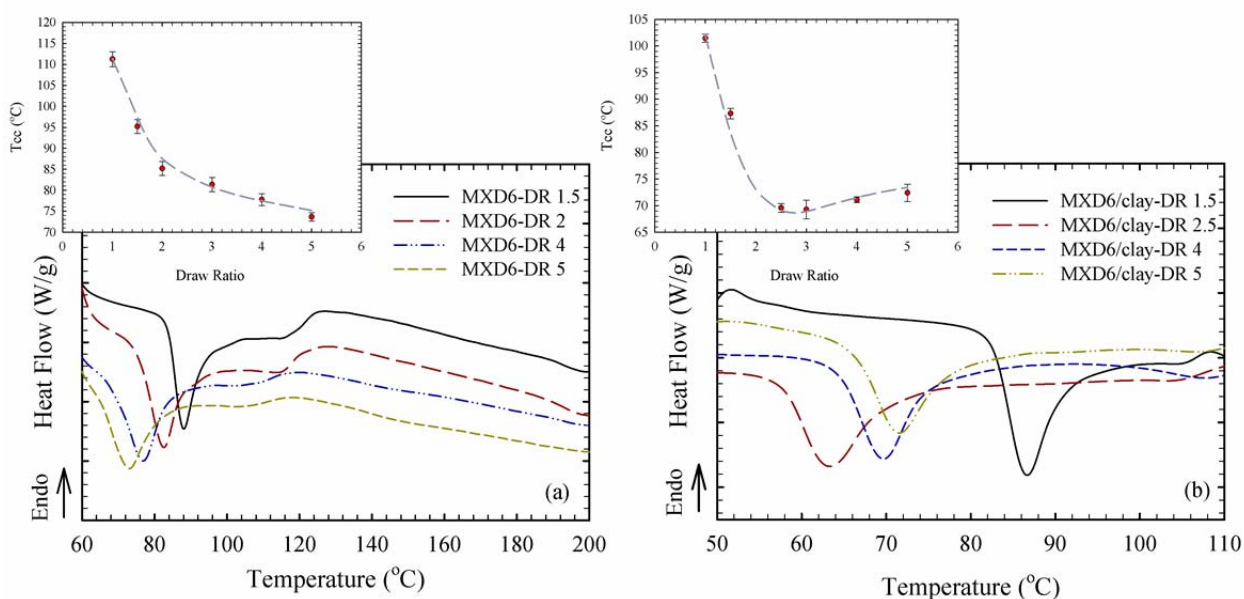 120
115
110
105
100
95
90
85
80
75
70
Tcc (°C)
0 1 2 3 4 5 6
Draw Ratio
MXD6-DR 1.5
MXD6-DR 2
MXD6-DR 4
MXD6-DR 5
Heat Flow (W/g)
Endo
(a)
60 80 100 120 140 160 180 200
Temperature (°C)
105
100
95
90
85
80
75
70
65
Tcc (°C)
0 1 2 3 4 5 6
Draw Ratio
MXD6/clay-DR 1.5
MXD6/clay-DR 2.5
MXD6/clay-DR 4
MXD6/clay-DR 5
Heat Flow (W/g)
Endo
(b)
50 60 70 80 90 100 110
Temperature (°C)